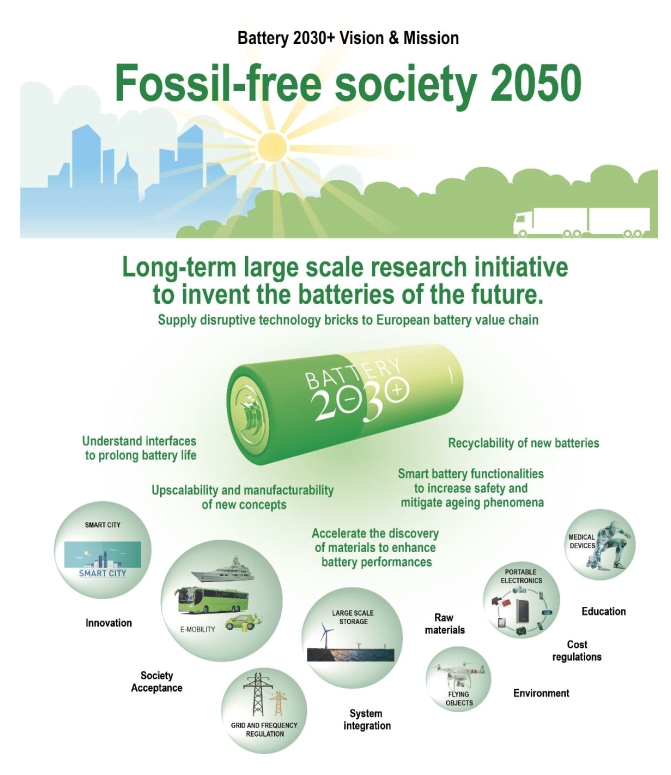 Battery 2030+ Vision & Mission
Fossil-free society 2050
Long-term large scale research initiative
to invent the batteries of the future.
Supply disruptive technology bricks to European battery value chain
BATTERY
2030
Understand interfaces
to prolong battery life
Recyclability of new batteries
Upscalability and manufacturability
of new concepts
Smart battery functionalities
to increase safety and
mitigate ageing phenomena
Accelerate the discovery
of materials to enhance
battery performances
SMART CITY
SMART CITY
E-MOBILITY
LARGE SCALE
STORAGE
PORTABLE
ELECTRONICS
MEDICAL
DEVICES
Innovation
Raw
materials
Education
Society
Acceptance
Cost
regulations
GRID AND FREQUENCY
REGULATION
System
integration
FLYING
OBJECTS
Environment